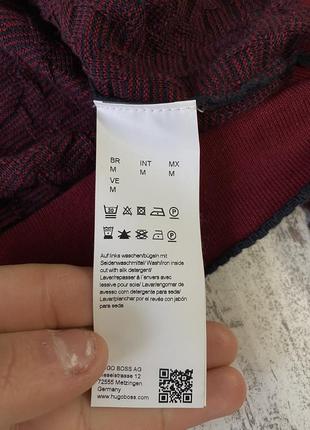 BR INT MX
M M M
VE
M
Auf links waschen/bügeln mit
Seidenwaschmittel/ Wash/Iron inside
out with silk detergent/
Laver/repasser à l'envers avec
lessive pour soie/ Lavar/engomar de
avesso com detergente para seda/
Lavar/planchar por el revés con jabón
para seda
HUGO BOSS AG
Dieselstrasse 12
72555 Metzingen
Germany
www.hugoboss.com